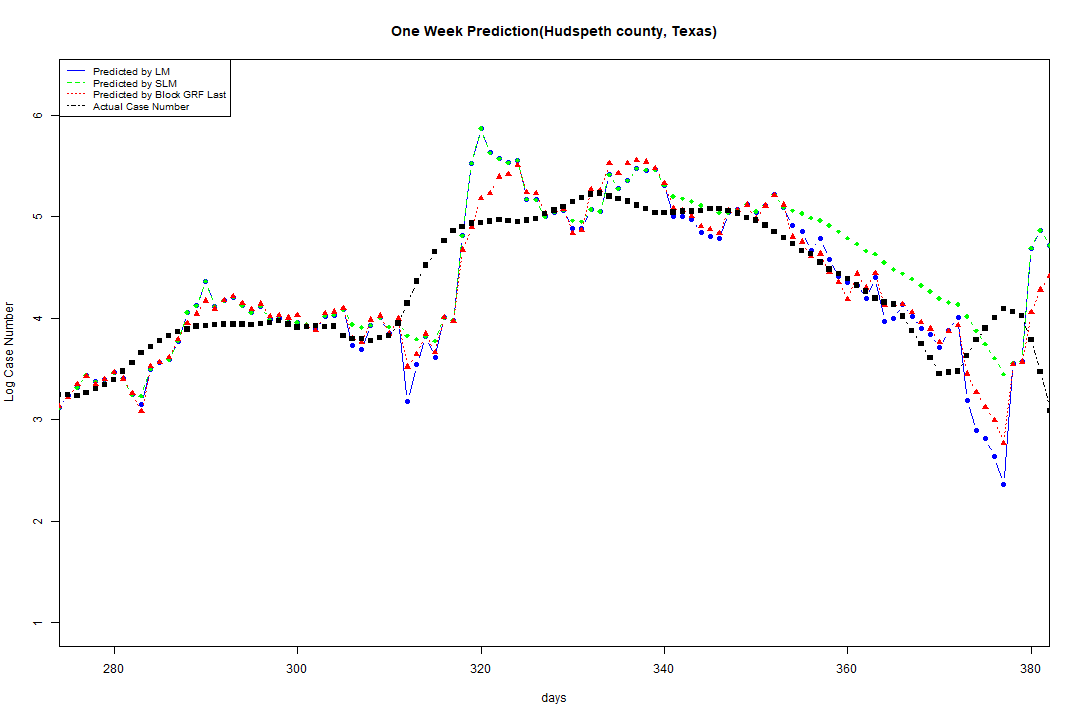 One Week Prediction(Hudspeth county, Texas)
Predicted by LM
Predicted by SLM
Predicted by Block GRF Last
Actual Case Number
6
5
4
3
2
1
Log Case Number
280 300 320 340 360 380
days